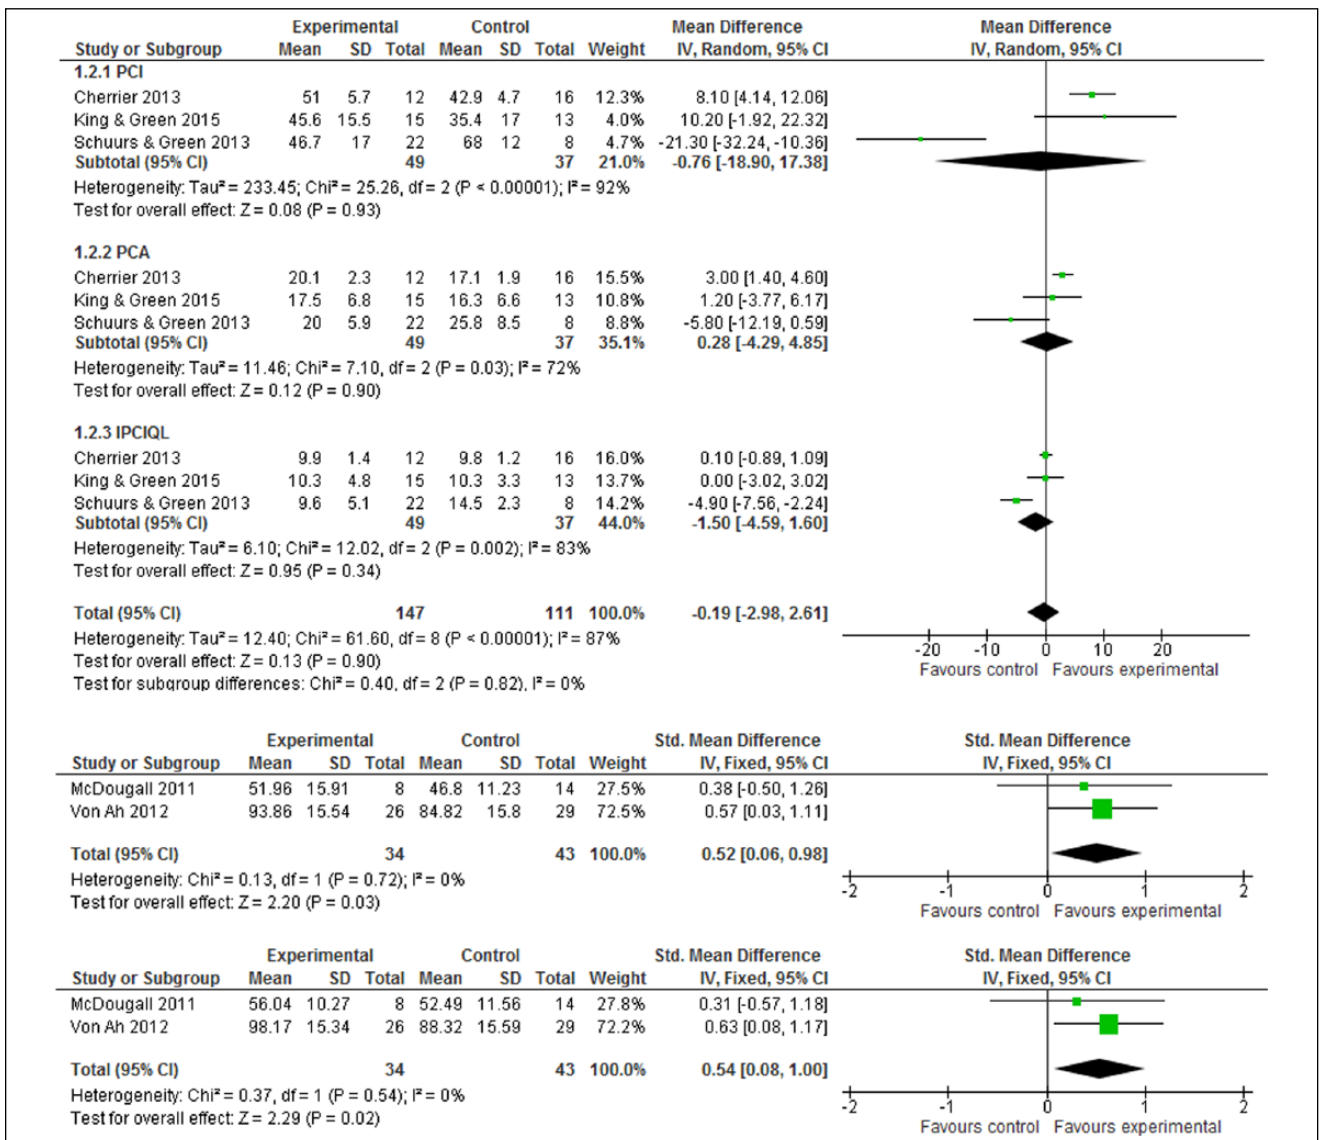 Experimental Control Mean Difference Mean Difference
Study or Subgroup Mean SD Total Mean SD Total Weight IV, Random, 95% CI IV, Random, 95% CI
1.2.1 PCI
Cherrier 2013 51 5.7 12 42.9 4.7 16 12.3% 8.10 [4.14, 12.06]
King & Green 2015 45.6 15.5 15 35.4 17 13 4.0% 10.20 [-1.92, 22.32]
Schuurs & Green 2013 46.7 17 22 68 12 8 4.7% -21.30 [-32.24, -10.36]
Subtotal (95% CI) 49 37 21.0% -0.76 [-18.90, 17.38]
Heterogeneity: Tau² = 233.45; Chi² = 25.26, df = 2 (P < 0.00001); I² = 92%
Test for overall effect: Z = 0.08 (P = 0.93)
1.2.2 PCA
Cherrier 2013 20.1 2.3 12 17.1 1.9 16 15.5% 3.00 [1.40, 4.60]
King & Green 2015 17.5 6.8 15 16.3 6.6 13 10.8% 1.20 [-3.77, 6.17]
Schuurs & Green 2013 20 5.9 22 25.8 8.5 8 8.8% -5.80 [-12.19, 0.59]
Subtotal (95% CI) 49 37 35.1% 0.28 [-4.29, 4.85]
Heterogeneity: Tau² = 11.46; Chi² = 7.10, df = 2 (P = 0.03); I² = 72%
Test for overall effect: Z = 0.12 (P = 0.90)
1.2.3 IPCIQL
Cherrier 2013 9.9 1.4 12 9.8 1.2 16 16.0% 0.10 [-0.89, 1.09]
King & Green 2015 10.3 4.8 15 10.3 3.3 13 13.7% 0.00 [-3.02, 3.02]
Schuurs & Green 2013 9.6 5.1 22 14.5 2.3 8 14.2% -4.90 [-7.56, -2.24]
Subtotal (95% CI) 49 37 44.0% -1.50 [-4.59, 1.60]
Heterogeneity: Tau² = 6.10; Chi² = 12.02, df = 2 (P = 0.002); I² = 83%
Test for overall effect: Z = 0.95 (P = 0.34)
Total (95% CI) 147 111 100.0% -0.19 [-2.98, 2.61]
Heterogeneity: Tau² = 12.40; Chi² = 61.60, df = 8 (P < 0.00001); I² = 87%
Test for overall effect: Z = 0.13 (P = 0.90)
Test for subgroup differences: Chi² = 0.40, df = 2 (P = 0.82), I² = 0%
-20 -10 0 10 20
Favours control Favours experimental
Experimental Control Std. Mean Difference Std. Mean Difference
Study or Subgroup Mean SD Total Mean SD Total Weight IV, Fixed, 95% CI IV, Fixed, 95% CI
McDougall 2011 51.96 15.91 8 46.8 11.23 14 27.5% 0.38 [-0.50, 1.26]
Von Ah 2012 93.86 15.54 26 84.82 15.8 29 72.5% 0.57 [0.03, 1.11]
Total (95% CI) 34 43 100.0% 0.52 [0.06, 0.98]
Heterogeneity: Chi² = 0.13, df = 1 (P = 0.72); I² = 0%
Test for overall effect: Z = 2.20 (P = 0.03)
-2 -1 0 1 2
Favours control Favours experimental
Experimental Control Std. Mean Difference Std. Mean Difference
Study or Subgroup Mean SD Total Mean SD Total Weight IV, Fixed, 95% CI IV, Fixed, 95% CI
McDougall 2011 56.04 10.27 8 52.49 11.56 14 27.8% 0.31 [-0.57, 1.18]
Von Ah 2012 98.17 15.34 26 88.32 15.59 29 72.2% 0.63 [0.08, 1.17]
Total (95% CI) 34 43 100.0% 0.54 [0.08, 1.00]
Heterogeneity: Chi² = 0.37, df = 1 (P = 0.54); I² = 0%
Test for overall effect: Z = 2.29 (P = 0.02)
-2 -1 0 1 2
Favours control Favours experimental